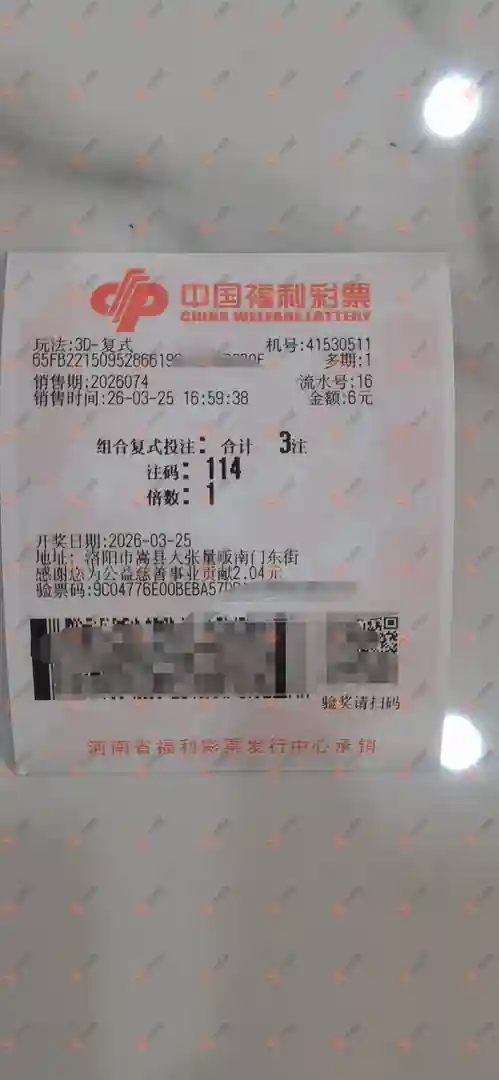 中国福利彩票
CHINA WELFARE LOTTERY
玩法:3D-复式 机号:41530511
65FB2215095286619 多期:1
销售期:2026074 流水号:16
销售时间:26-03-25 16:59:38 金额:6元
组合复式投注: 合计 3注
注码: 114
倍数: 1
开奖日期:2026-03-25
地址: 洛阳市嵩县大张量贩南门东街
感谢您为公益慈善事业贡献2.04元
验票码:9C04776E00BEBA57
验奖请扫码
河南省福利彩票发行中心承销